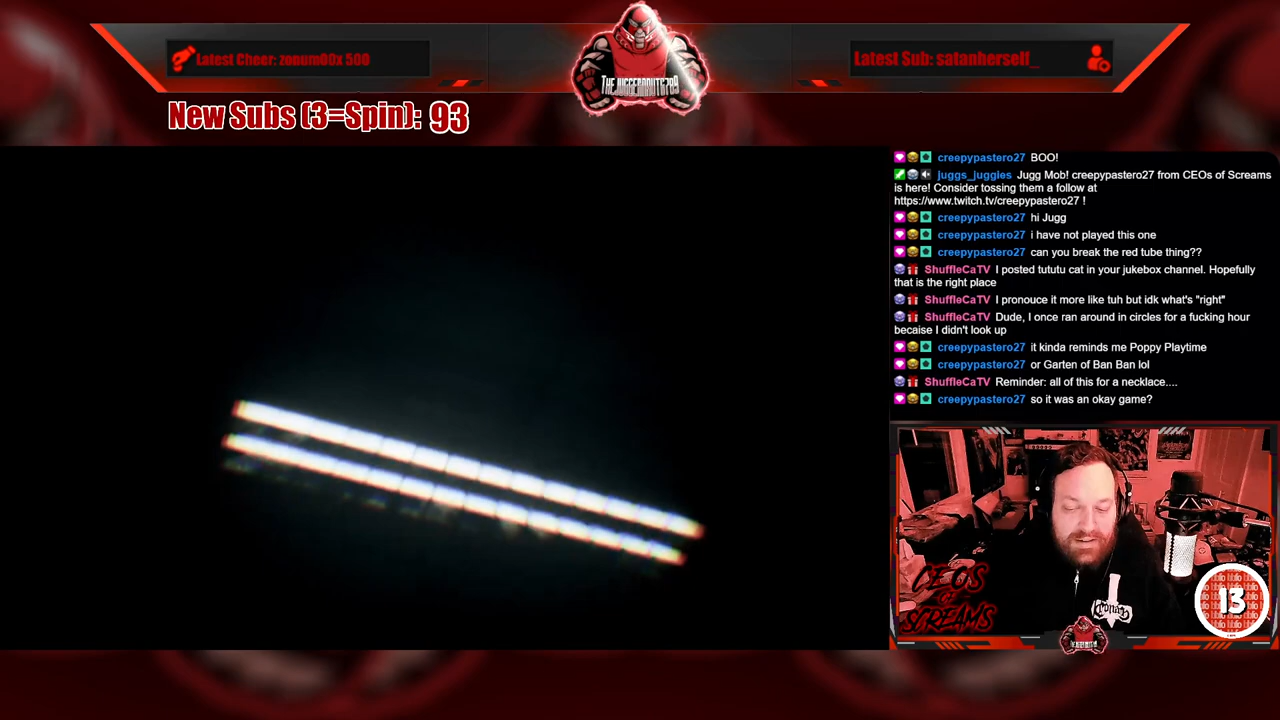 Latest Cheer: zonum00x 500
THEJUGGERNAUT6789
Latest Sub: satanherself_
New Subs (3=Spin): 93
creepypastero27 BOO!
juggs_juggies Jugg Mob! creepypastero27 from CEOs of Screams
is here! Consider tossing them a follow at
https://www.twitch.tv/creepypastero27 !
creepypastero27 hi Jugg
creepypastero27 i have not played this one
creepypastero27 can you break the red tube thing??
ShuffleCaTV I posted tututu cat in your jukebox channel. Hopefully
that is the right place
ShuffleCaTV I pronouce it more like tuh but idk what's "right"
ShuffleCaTV Dude, I once ran around in circles for a fucking hour
becaise I didn't look up
creepypastero27 it kinda reminds me Poppy Playtime
creepypastero27 or Garten of Ban Ban lol
ShuffleCaTV Reminder: all of this for a necklace....
creepypastero27 so it was an okay game?
CEOS
OF
SCREAMS
13